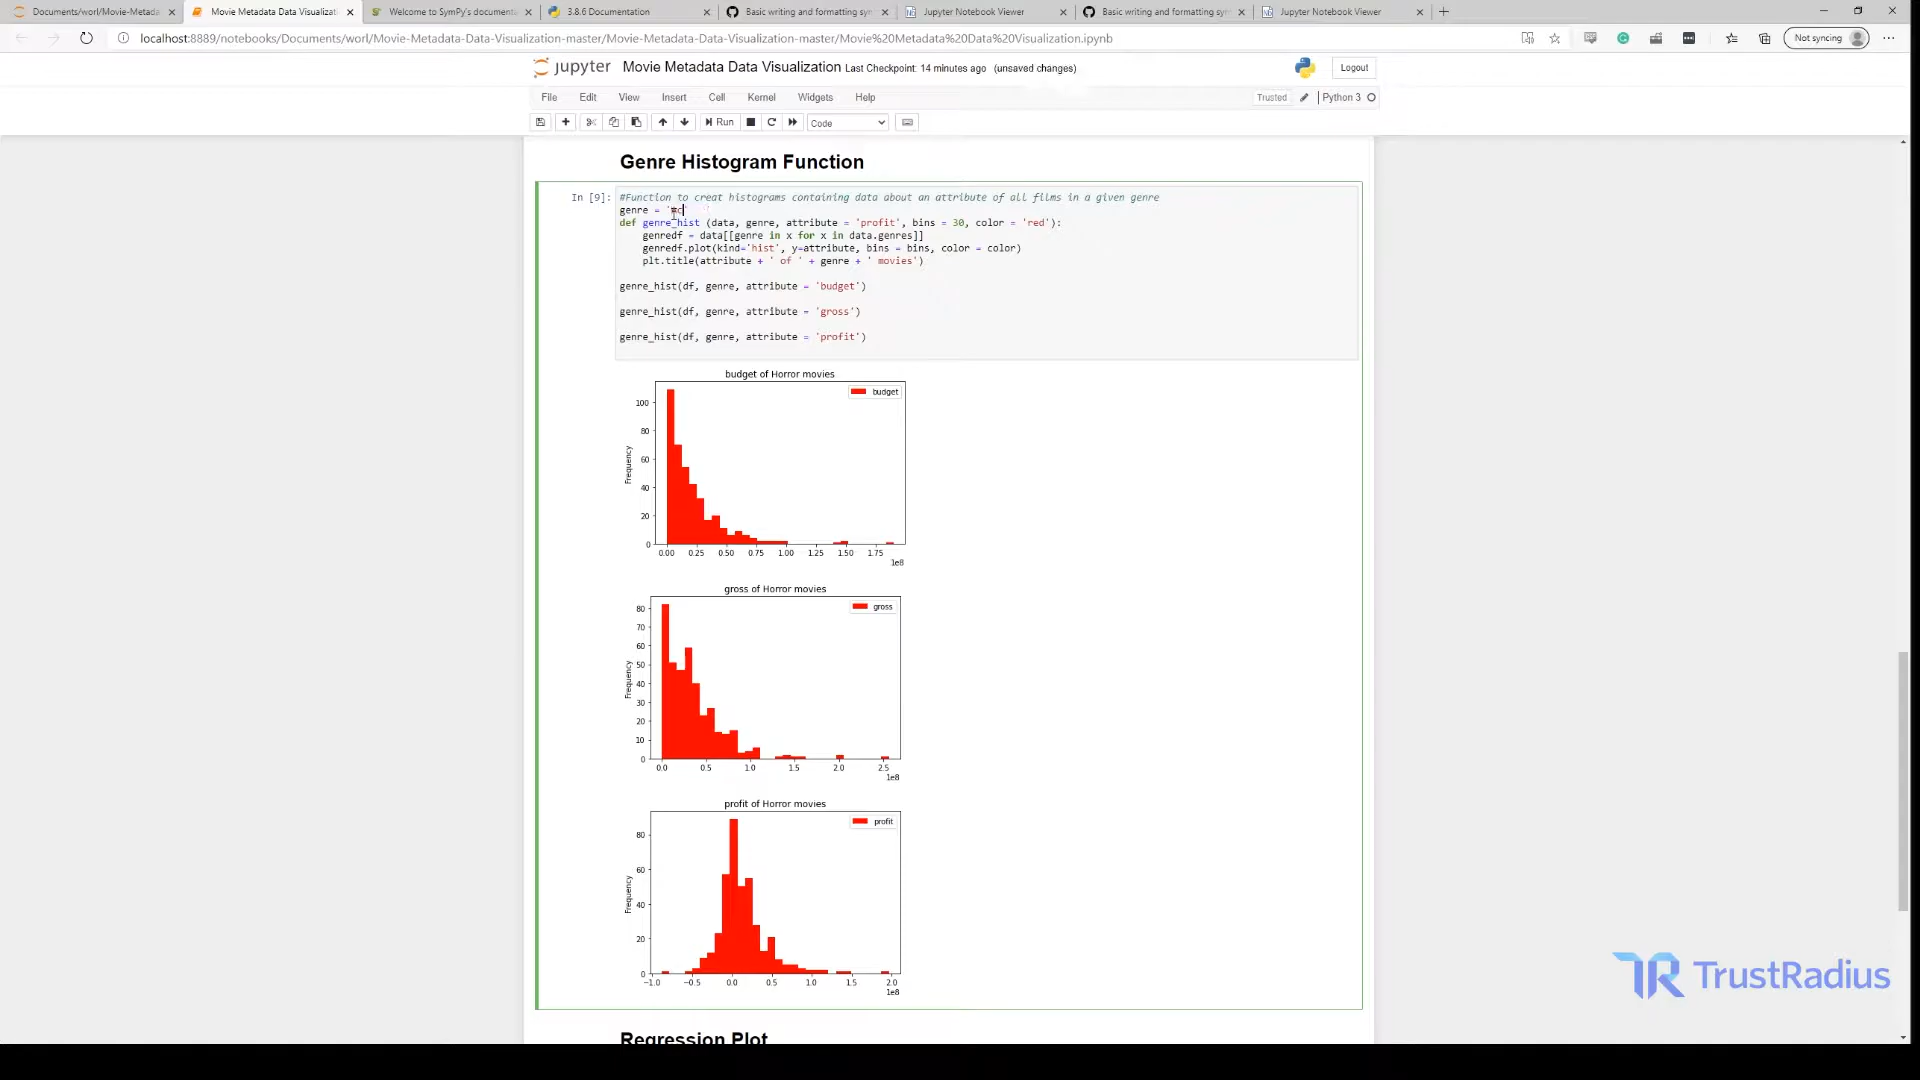 Documents/worl/Movie-Metada
Movie Metadata Data Visualizati
Welcome to SymPy's documenta
3.8.6 Documentation
Basic writing and formatting syn
Jupyter Notebook Viewer
Basic writing and formatting syn
Jupyter Notebook Viewer
localhost:8889/notebooks/Documents/worl/Movie-Metadata-Data-Visualization-master/Movie-Metadata-Data-Visualization-master/Movie%20Metadata%20Data%20Visualization.ipynb
Not syncing
jupyter Movie Metadata Data Visualization Last Checkpoint: 14 minutes ago (unsaved changes)
Logout
File Edit View Insert Cell Kernel Widgets Help
Trusted Python 3
Run Code
Genre Histogram Function
In [9]:
#Function to creat histograms containing data about an attribute of all films in a given genre
genre =
def genre_hist (data, genre, attribute = 'profit', bins = 30, color = 'red'):
genredf = data[[genre in x for x in data.genres]]
genredf.plot(kind='hist', y=attribute, bins = bins, color = color)
plt.title(attribute + ' of ' + genre + ' movies')
genre_hist(df, genre, attribute = 'budget')
genre_hist(df, genre, attribute = 'gross')
genre_hist(df, genre, attribute = 'profit')
budget of Horror movies
budget
Frequency
100
80
60
40
20
0
0.00 0.25 0.50 0.75 1.00 1.25 1.50 1.75
1e8
gross of Horror movies
gross
Frequency
80
70
60
50
40
30
20
10
0
0.0 0.5 1.0 1.5 2.0 2.5
1e8
profit of Horror movies
profit
Frequency
80
60
40
20
0
−1.0 −0.5 0.0 0.5 1.0 1.5 2.0
1e8
TrustRadius
Regression Plot